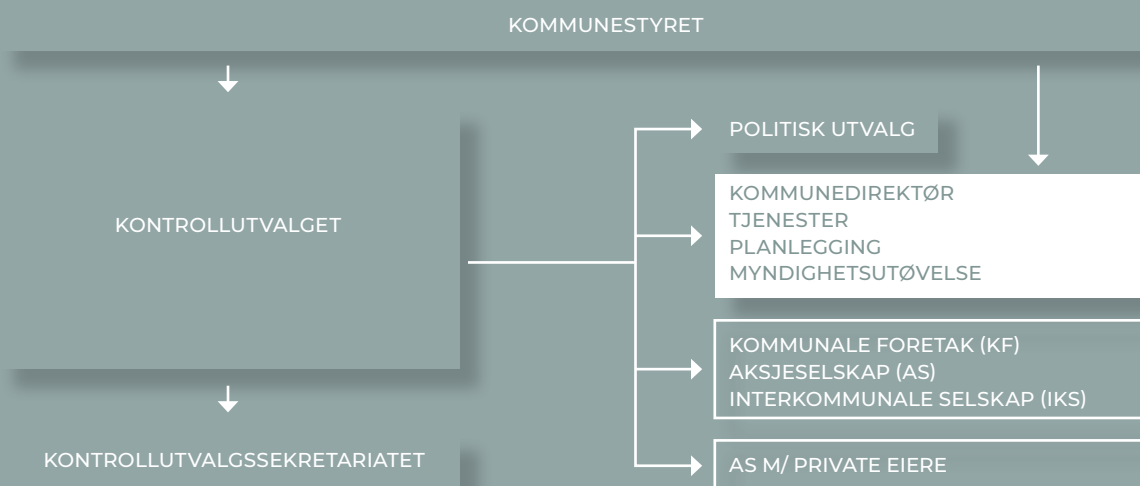 KOMMUNESTYRET
KONTROLLUTVALGET
KONTROLLUTVALGSSEKRETARIATET
POLITISK UTVALG
KOMMUNEDIREKTØR
TJENESTER
PLANLEGGING
MYNDIGHETSUTØVELSE
KOMMUNALE FORETAK (KF)
AKSJESELSKAP (AS)
INTERKOMMUNALE SELSKAP (IKS)
AS M/ PRIVATE EIERE